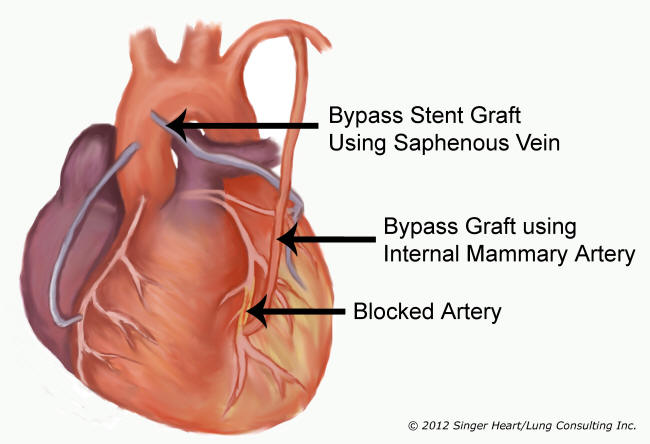 Bypass Stent Graft
Using Saphenous Vein
Bypass Graft using
Internal Mammary Artery
Blocked Artery
© 2012 Singer Heart/Lung Consulting Inc.